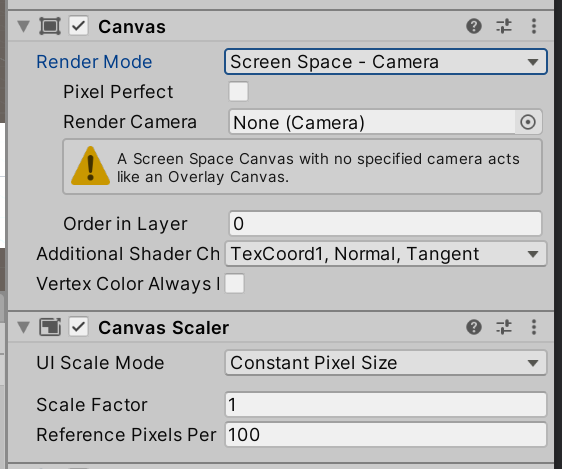 Canvas
Render Mode Screen Space - Camera
Pixel Perfect
Render Camera None (Camera)
A Screen Space Canvas with no specified camera acts
like an Overlay Canvas.
Order in Layer 0
Additional Shader Ch TexCoord1, Normal, Tangent
Vertex Color Always I
Canvas Scaler
UI Scale Mode Constant Pixel Size
Scale Factor 1
Reference Pixels Per 100